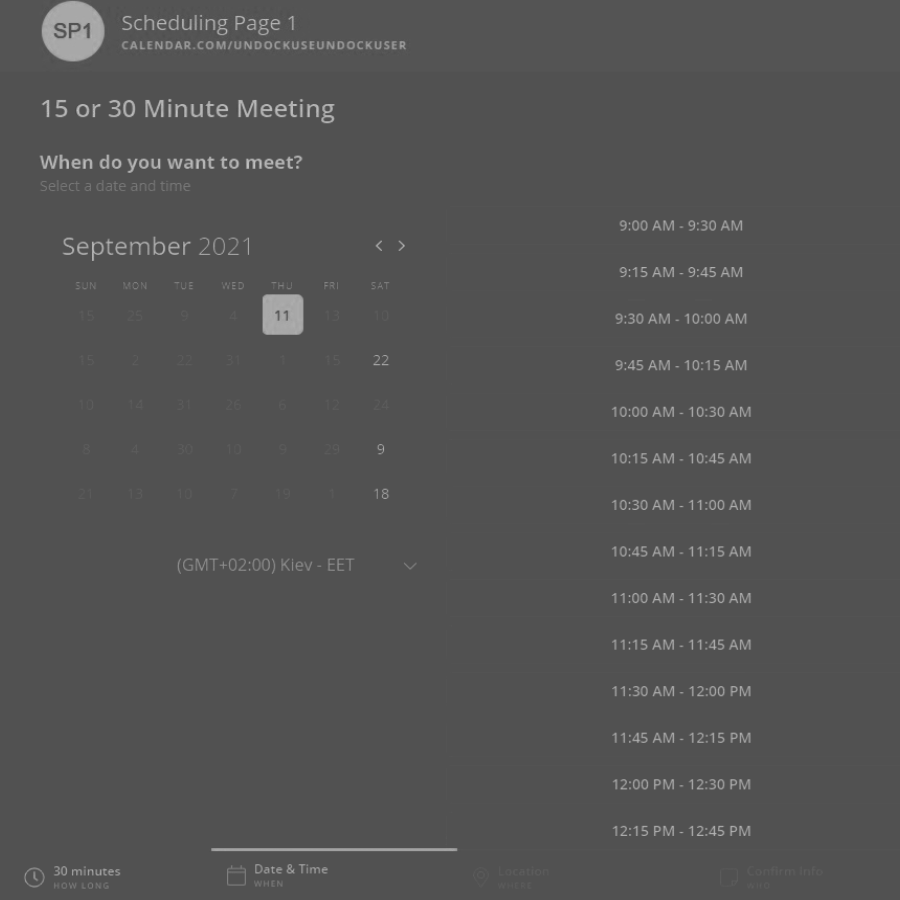 SP1
Scheduling Page 1
CALENDAR.COM/UNDOCKUSEUNDOCKUSER
15 or 30 Minute Meeting
When do you want to meet?
Select a date and time
September 2021 < >
SUN MON TUE WED THU FRI SAT
15 25 9 4 11 13 10
15 2 22 31 1 15 22
10 14 31 26 6 12 24
8 4 30 10 9 29 9
21 13 10 7 19 1 18
(GMT+02:00) Kiev - EET
9:00 AM - 9:30 AM
9:15 AM - 9:45 AM
9:30 AM - 10:00 AM
9:45 AM - 10:15 AM
10:00 AM - 10:30 AM
10:15 AM - 10:45 AM
10:30 AM - 11:00 AM
10:45 AM - 11:15 AM
11:00 AM - 11:30 AM
11:15 AM - 11:45 AM
11:30 AM - 12:00 PM
11:45 AM - 12:15 PM
12:00 PM - 12:30 PM
12:15 PM - 12:45 PM
30 minutes
HOW LONG
Date & Time
WHEN
Location
WHERE
Confirm Info
WHO